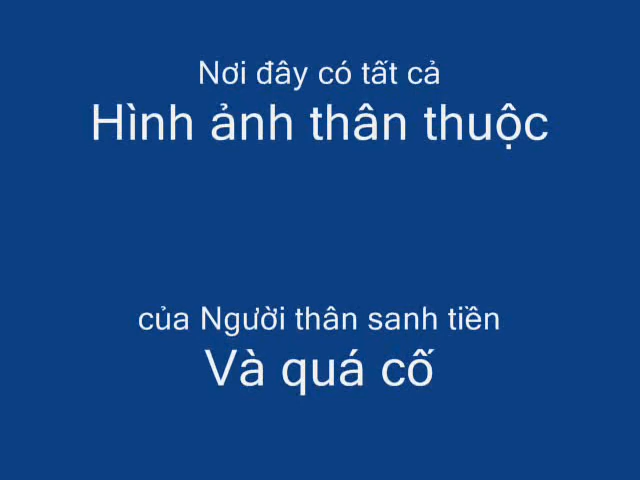 Nơi đây có tất cả
Hình ảnh thân thuộc
của Người thân sanh tiền
Và quá cố